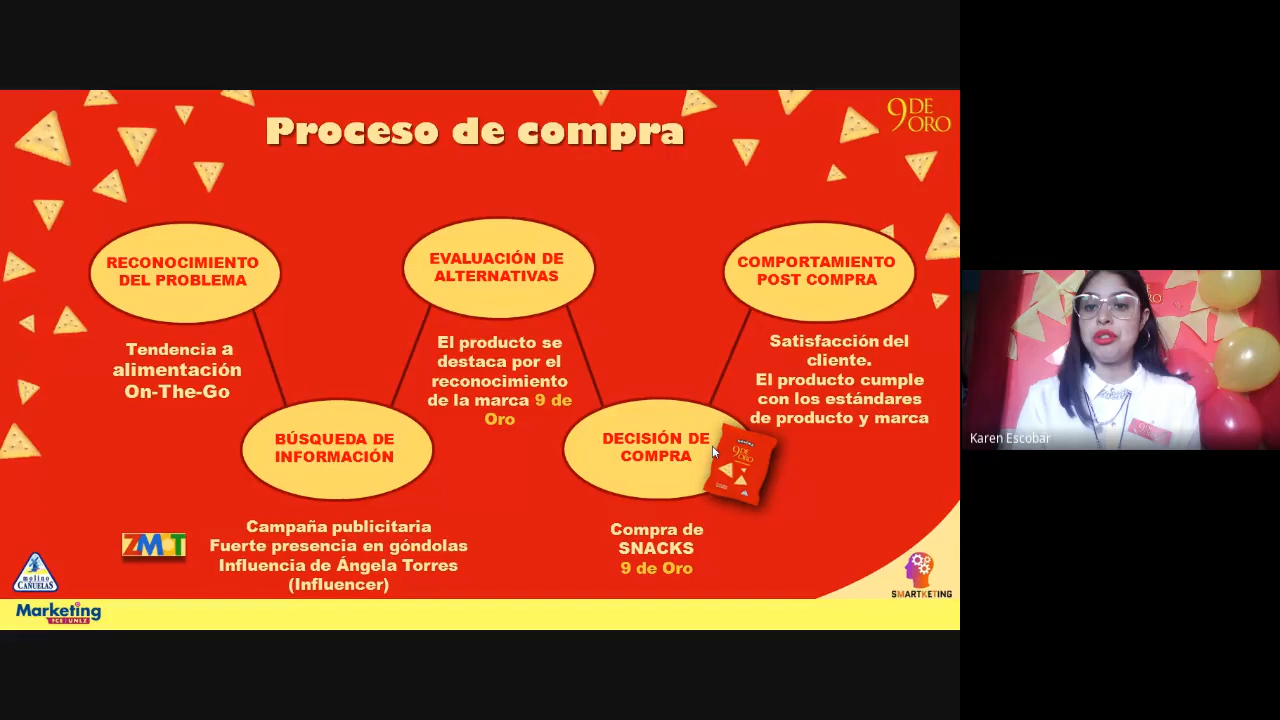 Proceso de compra
9 DE
ORO
RECONOCIMIENTO
DEL PROBLEMA
Tendencia a
alimentación
On-The-Go
BÚSQUEDA DE
INFORMACIÓN
ZMOT
Campaña publicitaria
Fuerte presencia en góndolas
Influencia de Ángela Torres
(Influencer)
EVALUACIÓN DE
ALTERNATIVAS
El producto se
destaca por el
reconocimiento
de la marca 9 de
Oro
DECISIÓN DE
COMPRA
9 DE
ORO
Compra de
SNACKS
9 de Oro
COMPORTAMIENTO
POST COMPRA
Satisfacción del
cliente.
El producto cumple
con los estándares
de producto y marca
molino
CAÑUELAS
Marketing
FCE | UNLZ
SMARTKETING
Karen Escobar